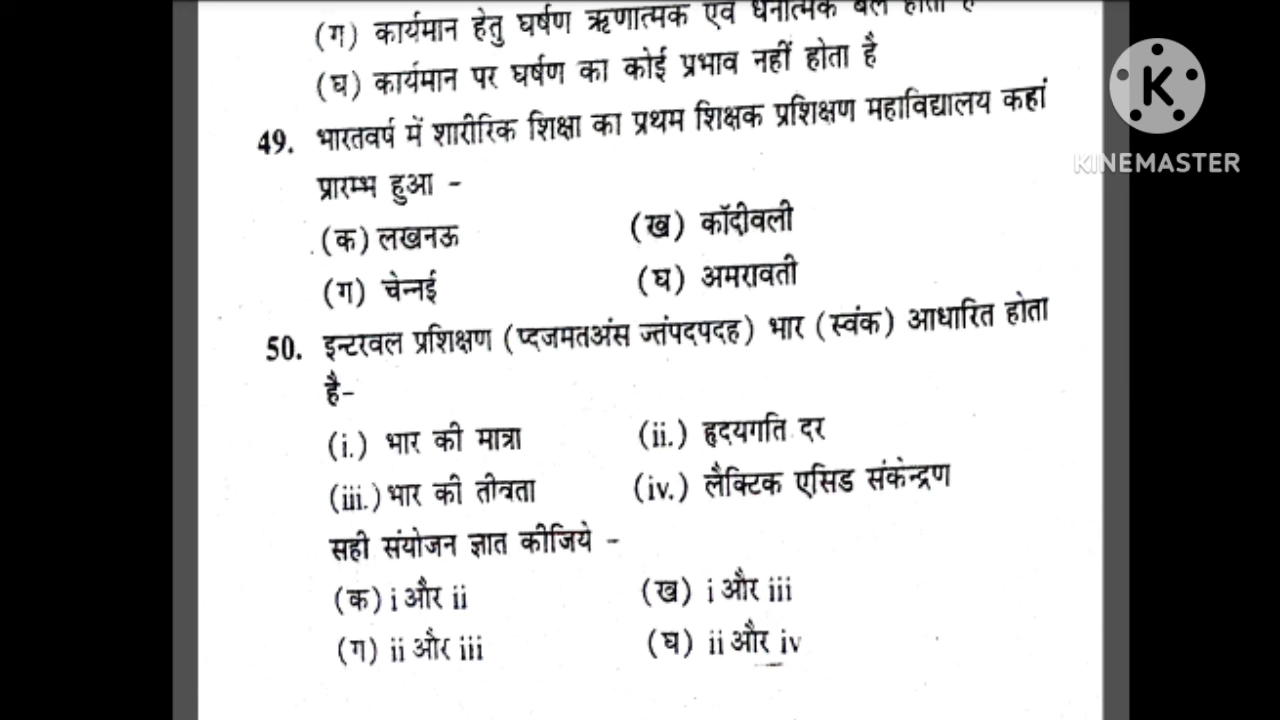 (ग) कार्यमान हेतु घर्षण ऋणात्मक एवं धनात्मक बल होता है
(घ) कार्यमान पर घर्षण का कोई प्रभाव नहीं होता है
49. भारतवर्ष में शारीरिक शिक्षा का प्रथम शिक्षक प्रशिक्षण महाविद्यालय कहां
प्रारम्भ हुआ -
(क) लखनऊ (ख) कॉदीवली
(ग) चेन्नई (घ) अमरावती
50. इन्टरवल प्रशिक्षण (प्दजमतअंस ज्तंपदपदह) भार (स्वंक) आधारित होता
है-
(i.) भार की मात्रा (ii.) हृदयगति दर
(iii.) भार की तीव्रता (iv.) लैक्टिक एसिड संकेन्द्रण
सही संयोजन ज्ञात कीजिये -
(क) i और ii (ख) i और iii
(ग) ii और iii (घ) ii और iv
K
KINEMASTER